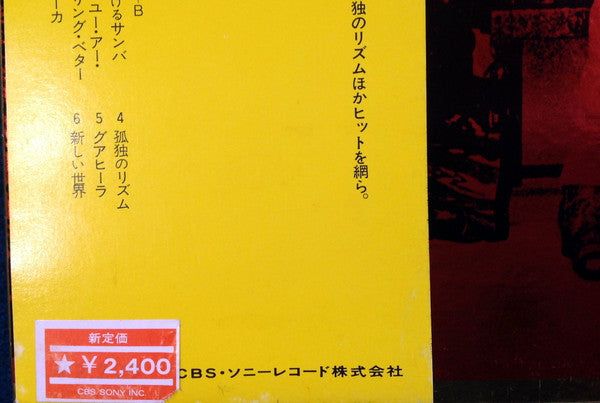 独のリズムほかヒットを網ら。
B
けるサンバ
ユー・アー・
リング・ベター
ーカ
4 孤独のリズム
5 グアヒーラ
6 新しい世界
新定価
★¥2,400
CBS SONY INC.
CBS・ソニーレコード株式会社